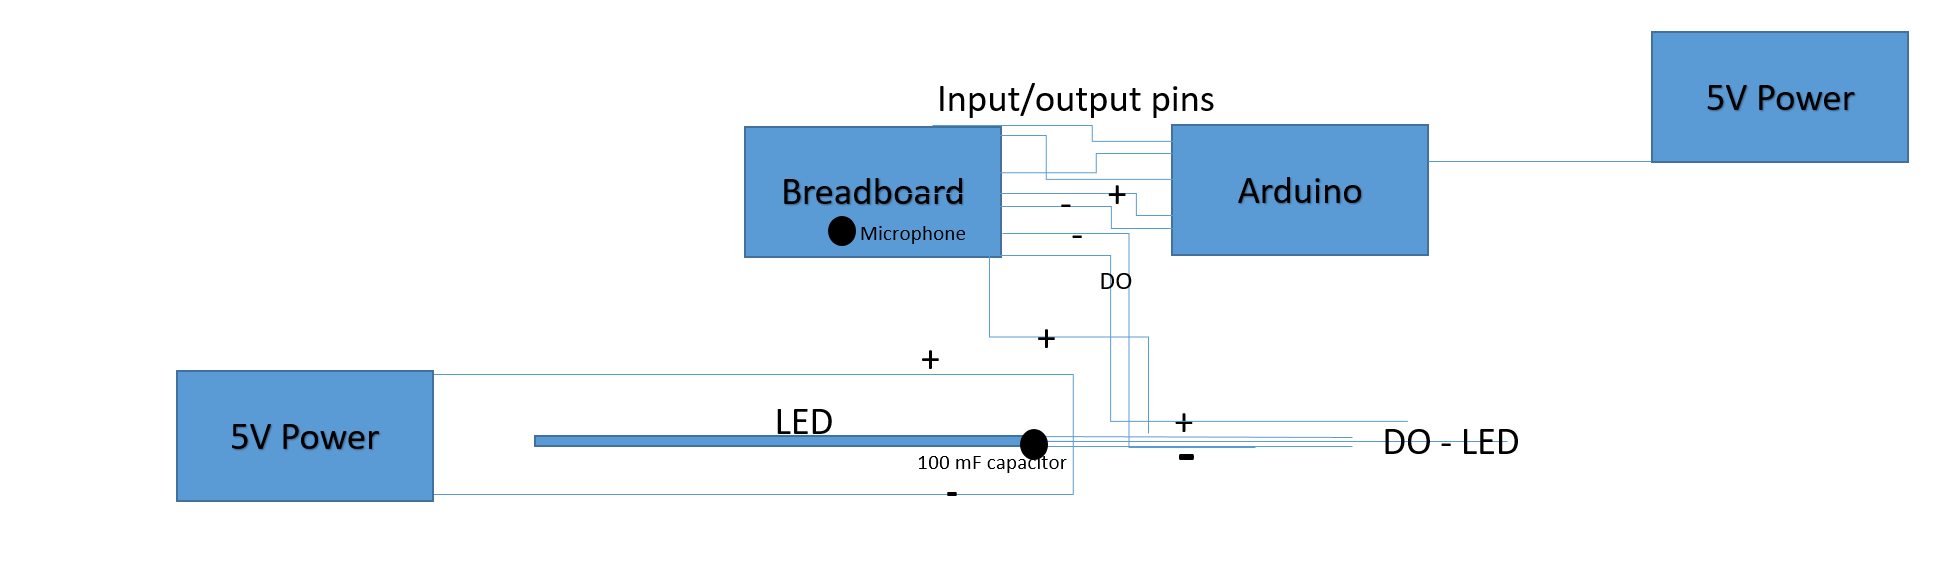 5V Power
Input/output pins
Breadboard
Arduino
+
-
Microphone
-
DO
+
+
LED
+
5V Power
DO - LED
-
100 mF capacitor
-